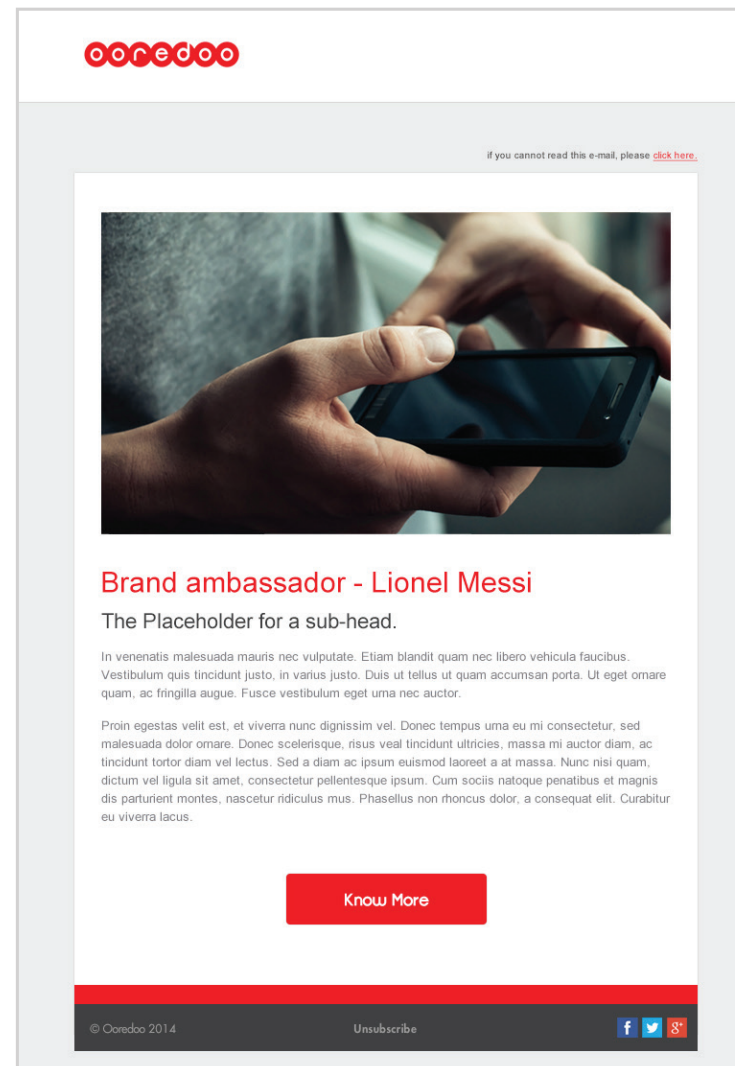 ooredoo
if you cannot read this e-mail, please click here.
Brand ambassador - Lionel Messi
The Placeholder for a sub-head.
In venenatis malesuada mauris nec vulputate. Etiam blandit quam nec libero vehicula faucibus.
Vestibulum quis tincidunt justo, in varius justo. Duis ut tellus ut quam accumsan porta. Ut eget ornare
quam, ac fringilla augue. Fusce vestibulum eget urna nec auctor.
Proin egestas velit est, et viverra nunc dignissim vel. Donec tempus urna eu mi consectetur, sed
malesuada dolor ornare. Donec scelerisque, risus veal tincidunt ultricies, massa mi auctor diam, ac
tincidunt tortor diam vel lectus. Sed a diam ac ipsum euismod laoreet a at massa. Nunc nisi quam,
dictum vel ligula sit amet, consectetur pellentesque ipsum. Cum sociis natoque penatibus et magnis
dis parturient montes, nascetur ridiculus mus. Phasellus non rhoncus dolor, a consequat elit. Curabitur
eu viverra lacus.
Know More
© Ooredoo 2014 Unsubscribe f 8+